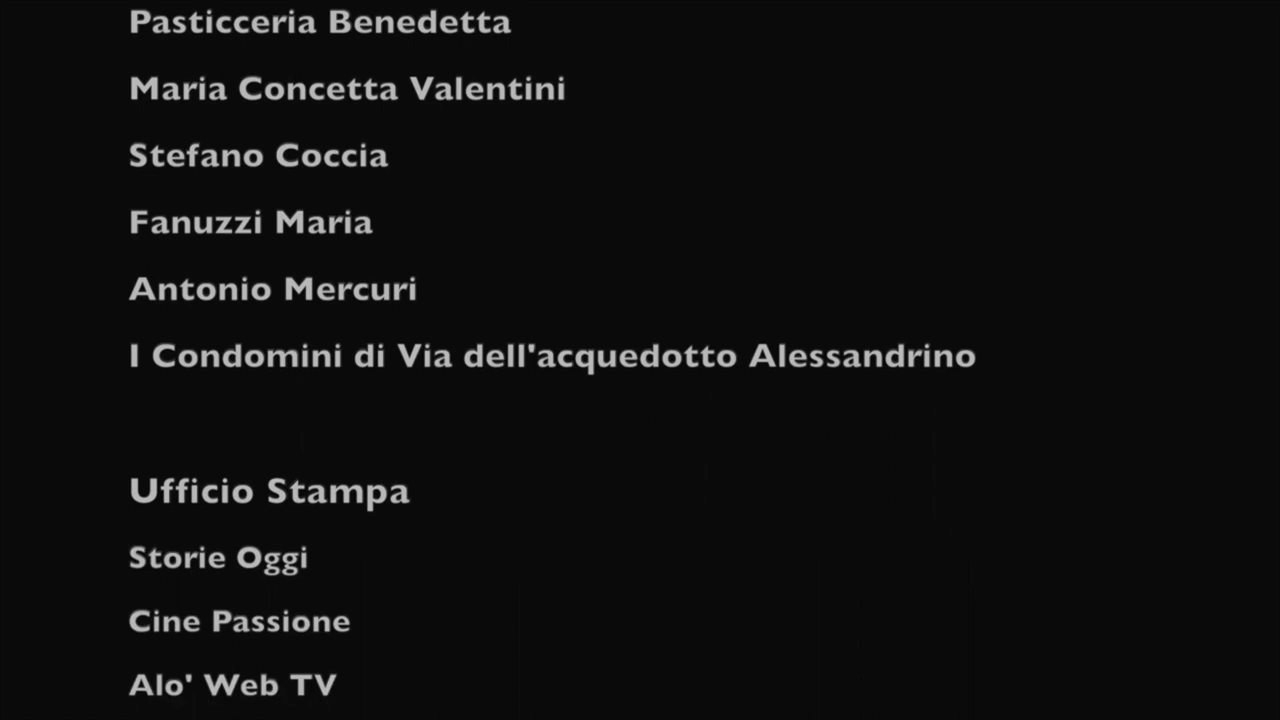 Pasticceria Benedetta
Maria Concetta Valentini
Stefano Coccia
Fanuzzi Maria
Antonio Mercuri
I Condomini di Via dell'acquedotto Alessandrino
Ufficio Stampa
Storie Oggi
Cine Passione
Alo' Web TV